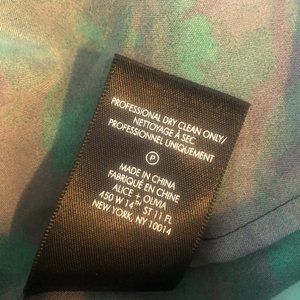 PROFESSIONAL DRY CLEAN ONLY/
NETTOYAGE À SEC
PROFESSIONNEL UNIQUEMENT
P
MADE IN CHINA
FABRIQUÉ EN CHINE
ALICE + OLIVIA
450 W 14TH ST 11 FL
NEW YORK, NY 10014